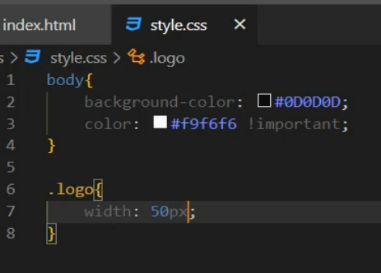 index.html style.css ×
s > style.css > .logo
1 body{
2 background-color: #0D0D0D;
3 color: #f9f6f6 !important;
4 }
5
6 .logo{
7 width: 50px;
8 }